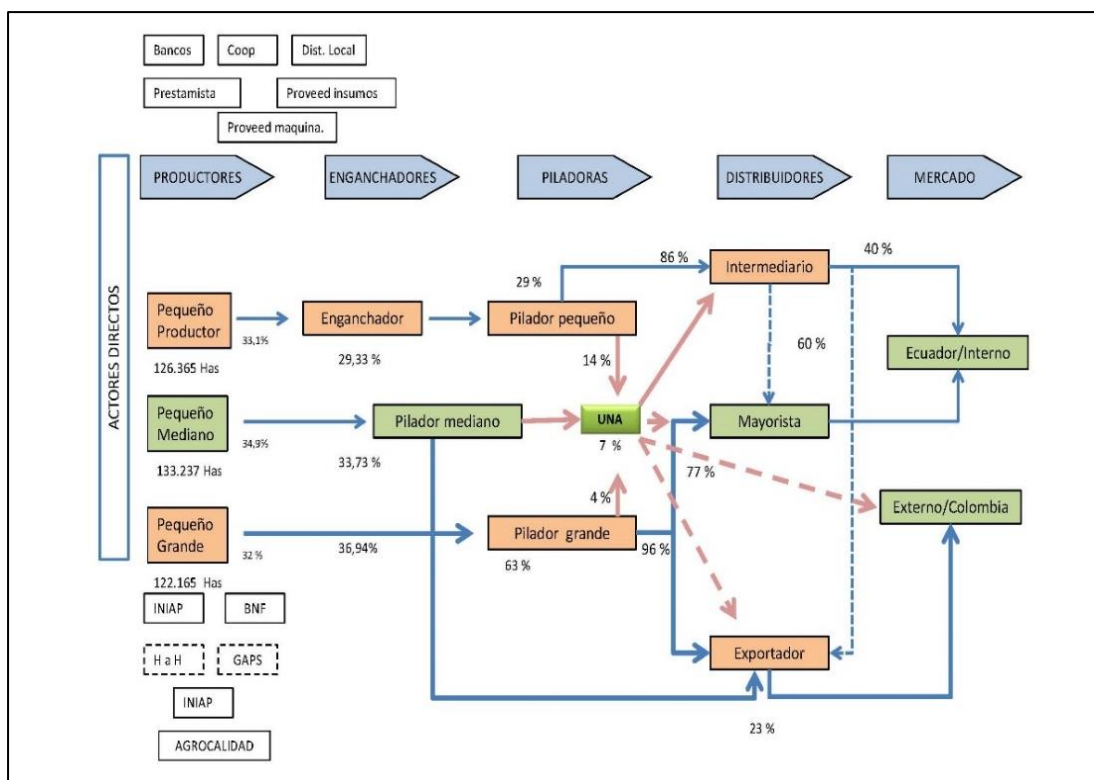 Bancos
Coop
Dist. Local
Prestamista
Proveed insumos
Proveed maquina.
ACTORES DIRECTOS
PRODUCTORES
ENGANCHADORES
PILADORAS
DISTRIBUIDORES
MERCADO
86 %
Intermediario
40 %
29 %
Pequeño
Productor
33,1%
Enganchador
Pilador pequeño
126.365 Has
29,33 %
14 %
60 %
Ecuador/Interno
Pequeño
Mediano
34,9%
Pilador mediano
UNA
Mayorista
133.237 Has
33,73 %
7 %
77 %
4 %
Externo/Colombia
Pequeño
Grande
32 %
36,94%
Pilador grande
63 %
96 %
122.165 Has
INIAP
BNF
H a H
GAPS
Exportador
INIAP
23 %
AGROCALIDAD